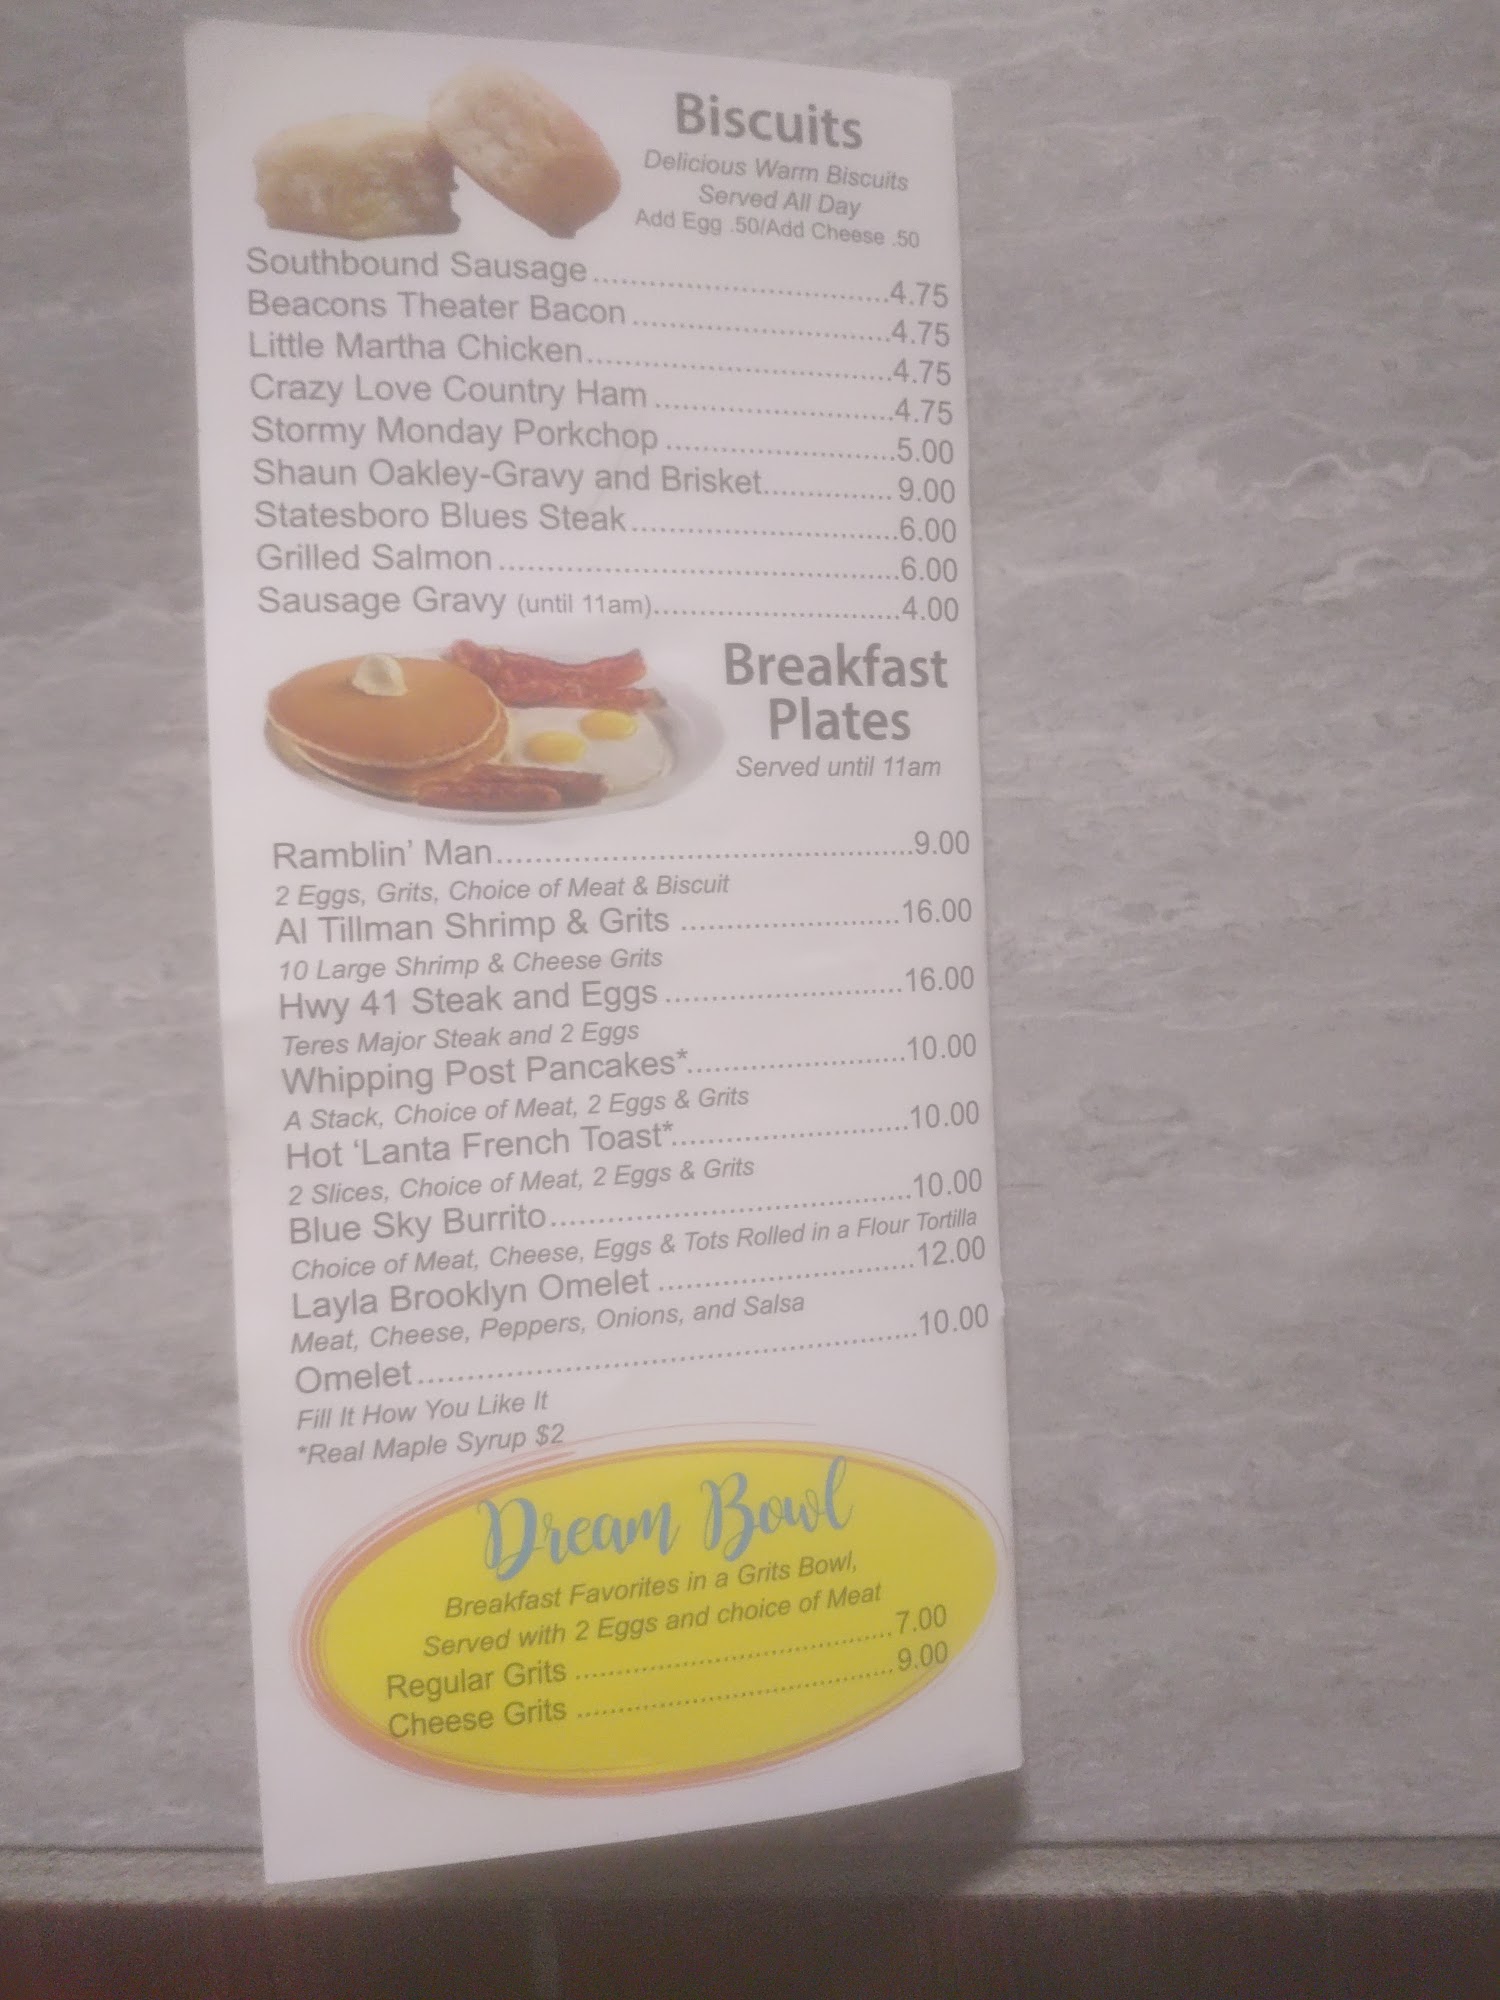 Biscuits
Delicious Warm Biscuits
Served All Day
Add Egg .50/Add Cheese .50
Southbound Sausage................................4.75
Beacons Theater Bacon............................4.75
Little Martha Chicken................................4.75
Crazy Love Country Ham..........................4.75
Stormy Monday Porkchop.........................5.00
Shaun Oakley-Gravy and Brisket..............9.00
Statesboro Blues Steak.............................6.00
Grilled Salmon...........................................6.00
Sausage Gravy (until 11am)..........................4.00
Breakfast
Plates
Served until 11am
Ramblin' Man.............................................9.00
2 Eggs, Grits, Choice of Meat & Biscuit
Al Tillman Shrimp & Grits ........................16.00
10 Large Shrimp & Cheese Grits
Hwy 41 Steak and Eggs ..........................16.00
Teres Major Steak and 2 Eggs
Whipping Post Pancakes*........................10.00
A Stack, Choice of Meat, 2 Eggs & Grits
Hot ‘Lanta French Toast*..........................10.00
2 Slices, Choice of Meat, 2 Eggs & Grits
Blue Sky Burrito........................................10.00
Choice of Meat, Cheese, Eggs & Tots Rolled in a Flour Tortilla
Layla Brooklyn Omelet ............................12.00
Meat, Cheese, Peppers, Onions, and Salsa
Omelet......................................................10.00
Fill It How You Like It
*Real Maple Syrup $2
Dream Bowl
Breakfast Favorites in a Grits Bowl,
Served with 2 Eggs and choice of Meat
Regular Grits ....................................7.00
Cheese Grits ....................................9.00